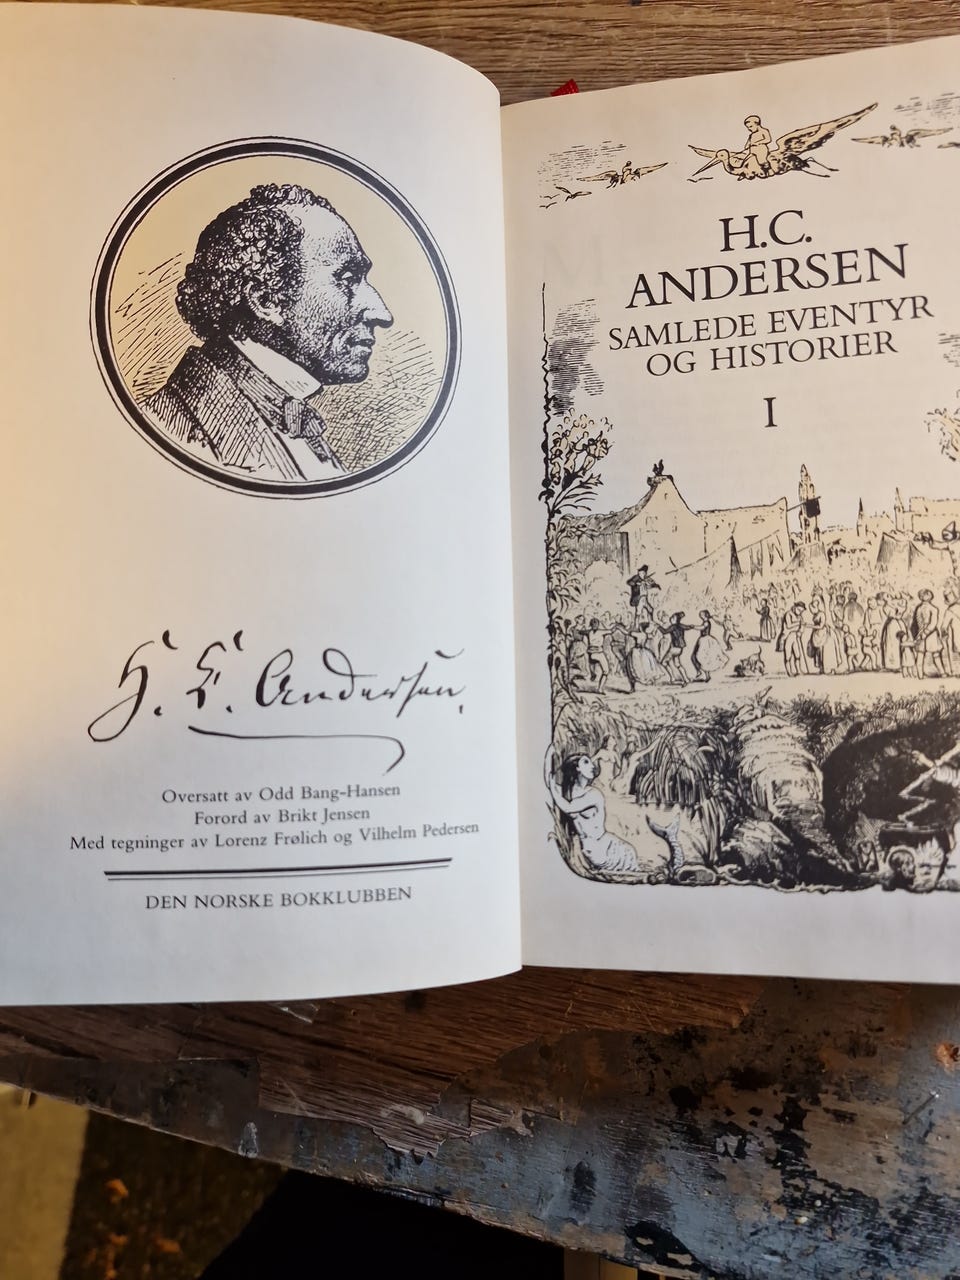 H. C. Andersen.
Oversatt av Odd Bang-Hansen
Forord av Brikt Jensen
Med tegninger av Lorenz Frølich og Vilhelm Pedersen
DEN NORSKE BOKKLUBBEN
H.C.
ANDERSEN
SAMLEDE EVENTYR
OG HISTORIER
I